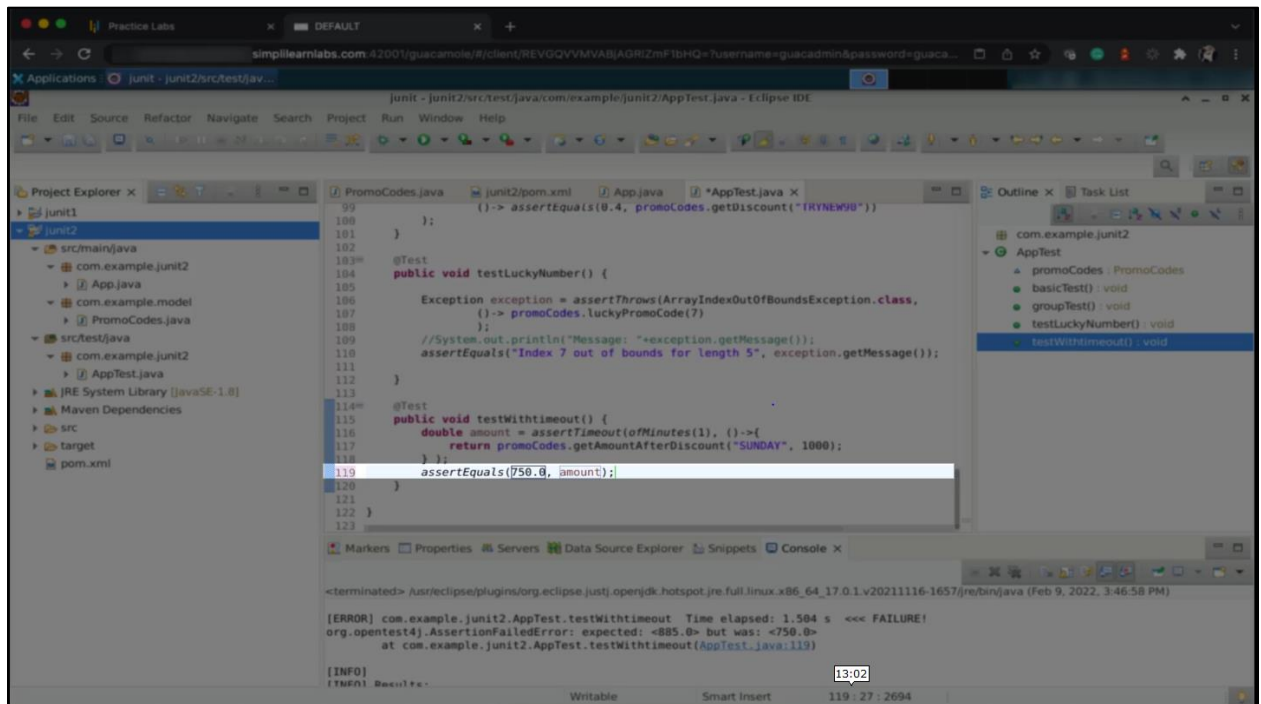 Practice Labs
DEFAULT
simplilearnlabs.com:42001/guacamole/#/client/REVGQVVMVABjAGRlZmF1bHQ=?username=guacadmin&password=guaca...
Applications : junit - junit2/src/test/jav...
junit - junit2/src/test/java/com/example/junit2/AppTest.java - Eclipse IDE
File Edit Source Refactor Navigate Search Project Run Window Help
Project Explorer
junit1
junit2
src/main/java
com.example.junit2
App.java
com.example.model
PromoCodes.java
src/test/java
com.example.junit2
AppTest.java
JRE System Library [JavaSE-1.8]
Maven Dependencies
src
target
pom.xml
PromoCodes.java junit2/pom.xml App.java *AppTest.java
99 ()-> assertEquals(0.4, promoCodes.getDiscount("TRYNEW90"))
100 );
101 }
102
103 @Test
104 public void testLuckyNumber() {
105
106 Exception exception = assertThrows(ArrayIndexOutOfBoundsException.class,
107 ()-> promoCodes.luckyPromoCode(7)
108 );
109 //System.out.println("Message: "+exception.getMessage());
110 assertEquals("Index 7 out of bounds for length 5", exception.getMessage());
111
112 }
113
114 @Test
115 public void testWithtimeout() {
116 double amount = assertTimeout(ofMinutes(1), ()->{
117 return promoCodes.getAmountAfterDiscount("SUNDAY", 1000);
118 } );
119 assertEquals(750.0, amount);
120 }
121
122 }
123
Outline Task List
com.example.junit2
AppTest
promoCodes : PromoCodes
basicTest() : void
groupTest() : void
testLuckyNumber() : void
testWithtimeout() : void
Markers Properties Servers Data Source Explorer Snippets Console
<terminated> /usr/eclipse/plugins/org.eclipse.justj.openjdk.hotspot.jre.full.linux.x86_64_17.0.1.v20211116-1657/jre/bin/java (Feb 9, 2022, 3:46:58 PM)
[ERROR] com.example.junit2.AppTest.testWithtimeout Time elapsed: 1.504 s <<< FAILURE!
org.opentest4j.AssertionFailedError: expected: <885.0> but was: <750.0>
at com.example.junit2.AppTest.testWithtimeout(AppTest.java:119)
[INFO]
[INFO] Results:
13:02
Writable Smart Insert 119 : 27 : 2694